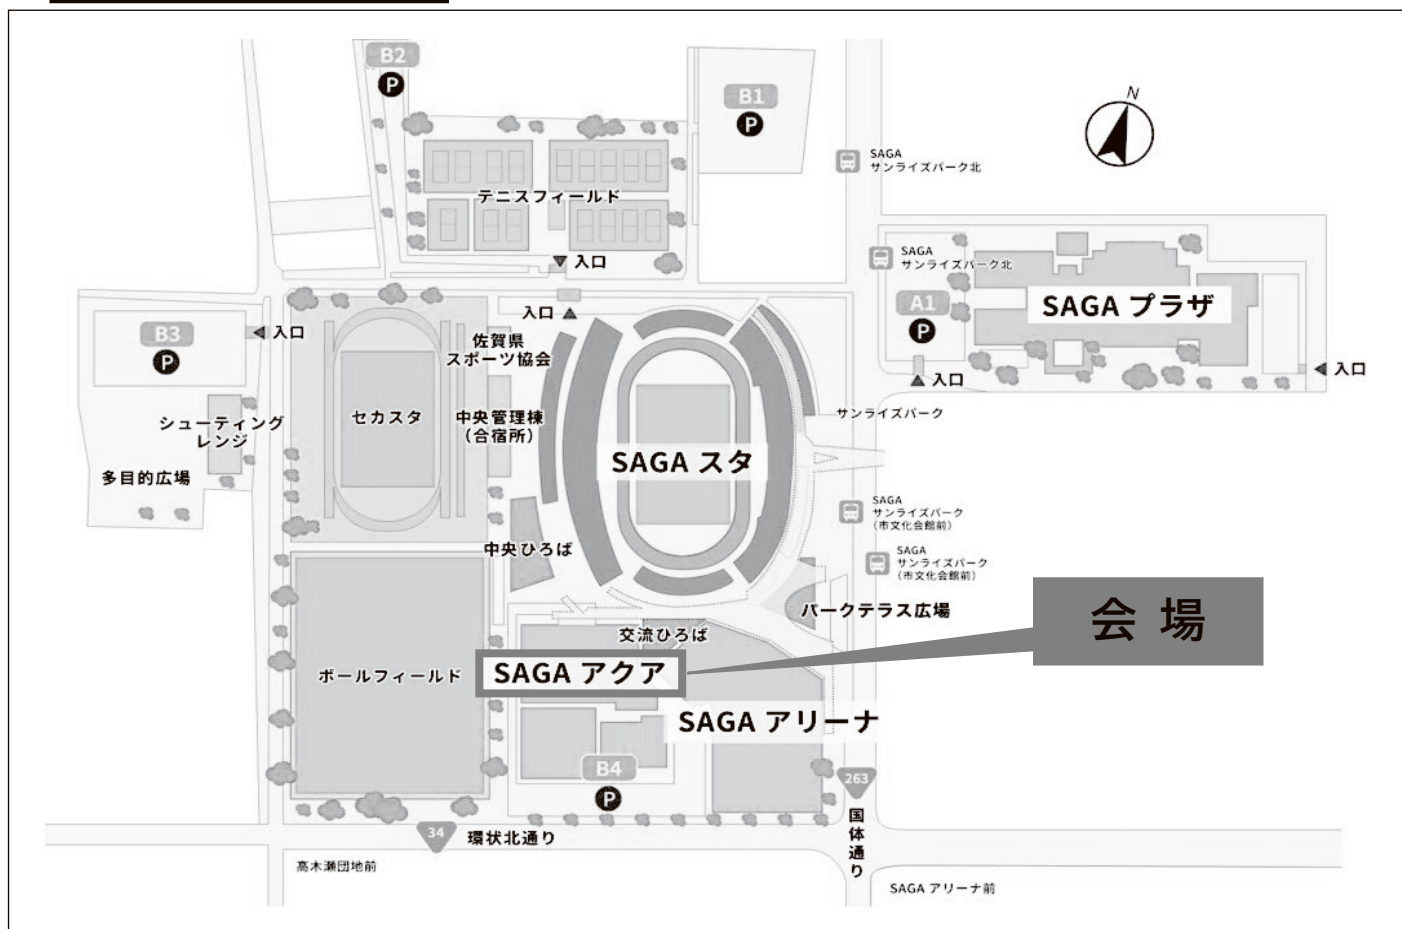 B2
P
B1
P
N
SAGA
サンライズパーク北
テニスフィールド
入口
SAGA
サンライズパーク北
A1
P
SAGA プラザ
入口
入口
B3
P
入口
入口
佐賀県
スポーツ協会
セカスタ
中央管理棟
（合宿所）
サンライズパーク
シューティング
レンジ
多目的広場
SAGA スタ
SAGA
サンライズパーク
（市文化会館前）
中央ひろば
SAGA
サンライズパーク
（市文化会館前）
パークテラス広場
会 場
交流ひろば
ボールフィールド
SAGA アクア
SAGA アリーナ
B4
P
263
国体通り
34
環状北通り
高木瀬団地前
SAGA アリーナ前